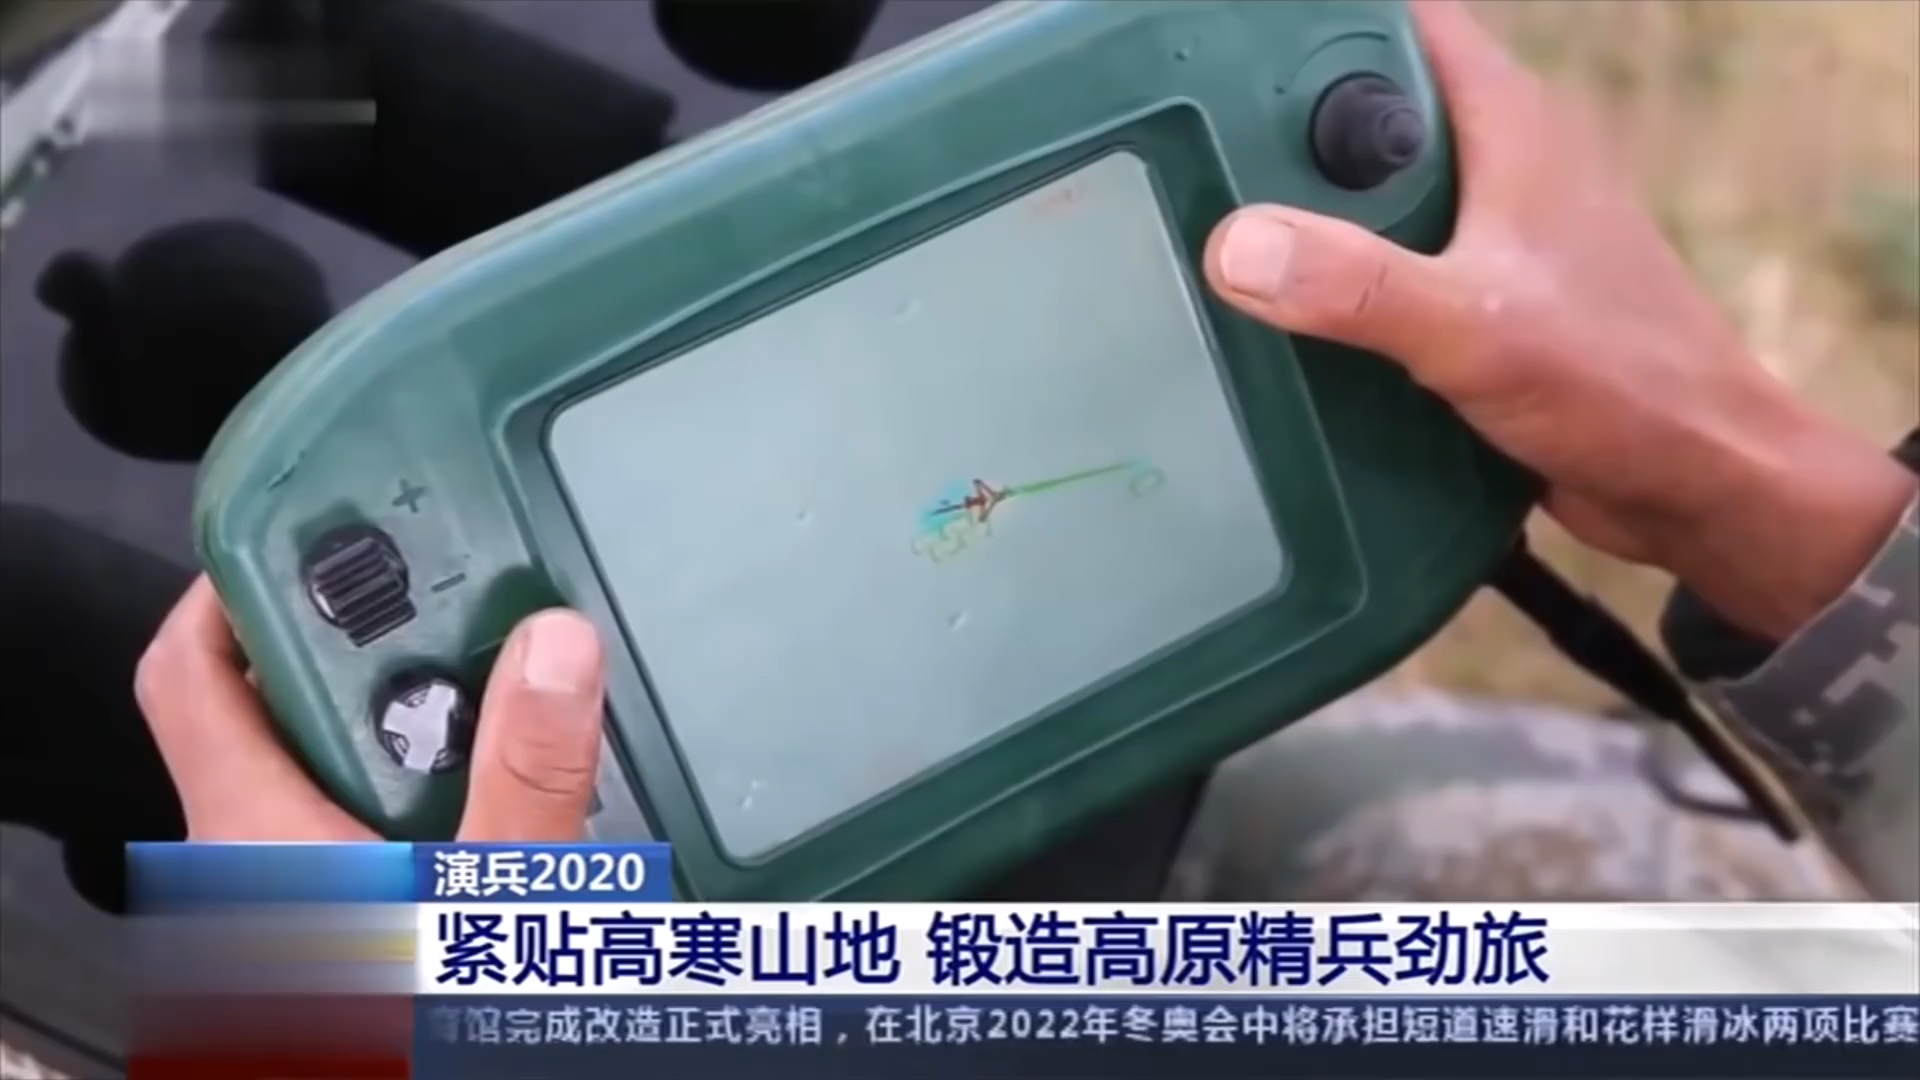 +
−
演兵2020
紧贴高寒山地 锻造高原精兵劲旅
育馆完成改造正式亮相，在北京2022年冬奥会中将承担短道速滑和花样滑冰两项比赛